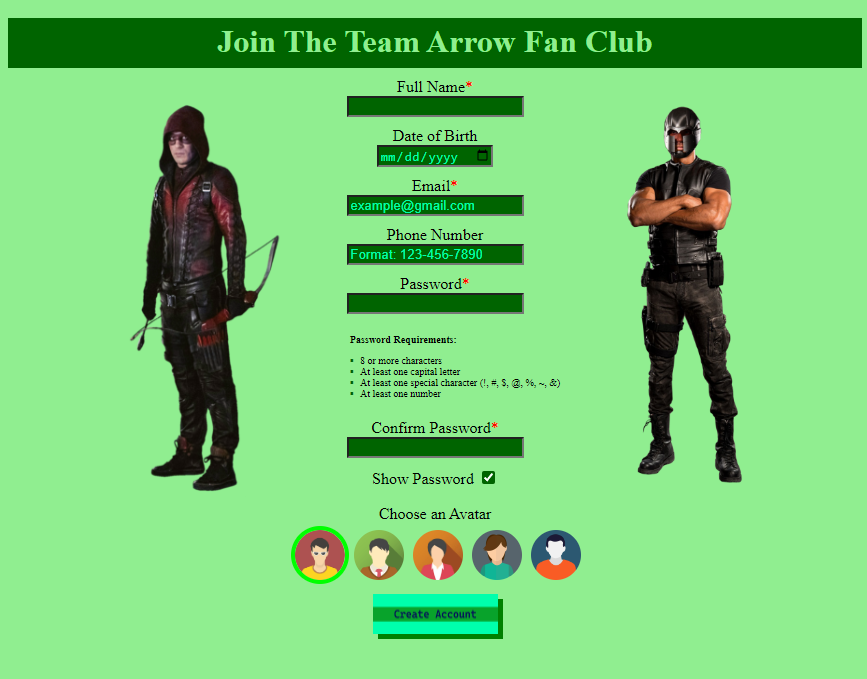 Join The Team Arrow Fan Club
Full Name*
Date of Birth
mm/dd/yyyy
Email*
example@gmail.com
Phone Number
Format: 123-456-7890
Password*
Password Requirements:
▪ 8 or more characters
▪ At least one capital letter
▪ At least one special character (!, #, $, @, %, ~, &)
▪ At least one number
Confirm Password*
Show Password
Choose an Avatar
Create Account